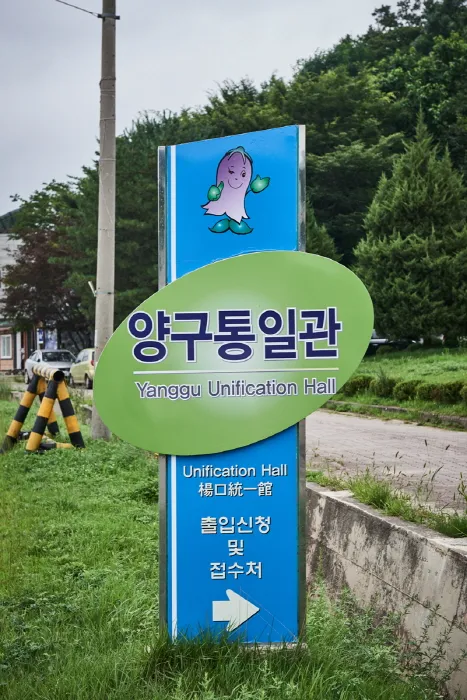 양구통일관
Yanggu Unification Hall
Unification Hall
楊口統一館
출입신청
및
접수처